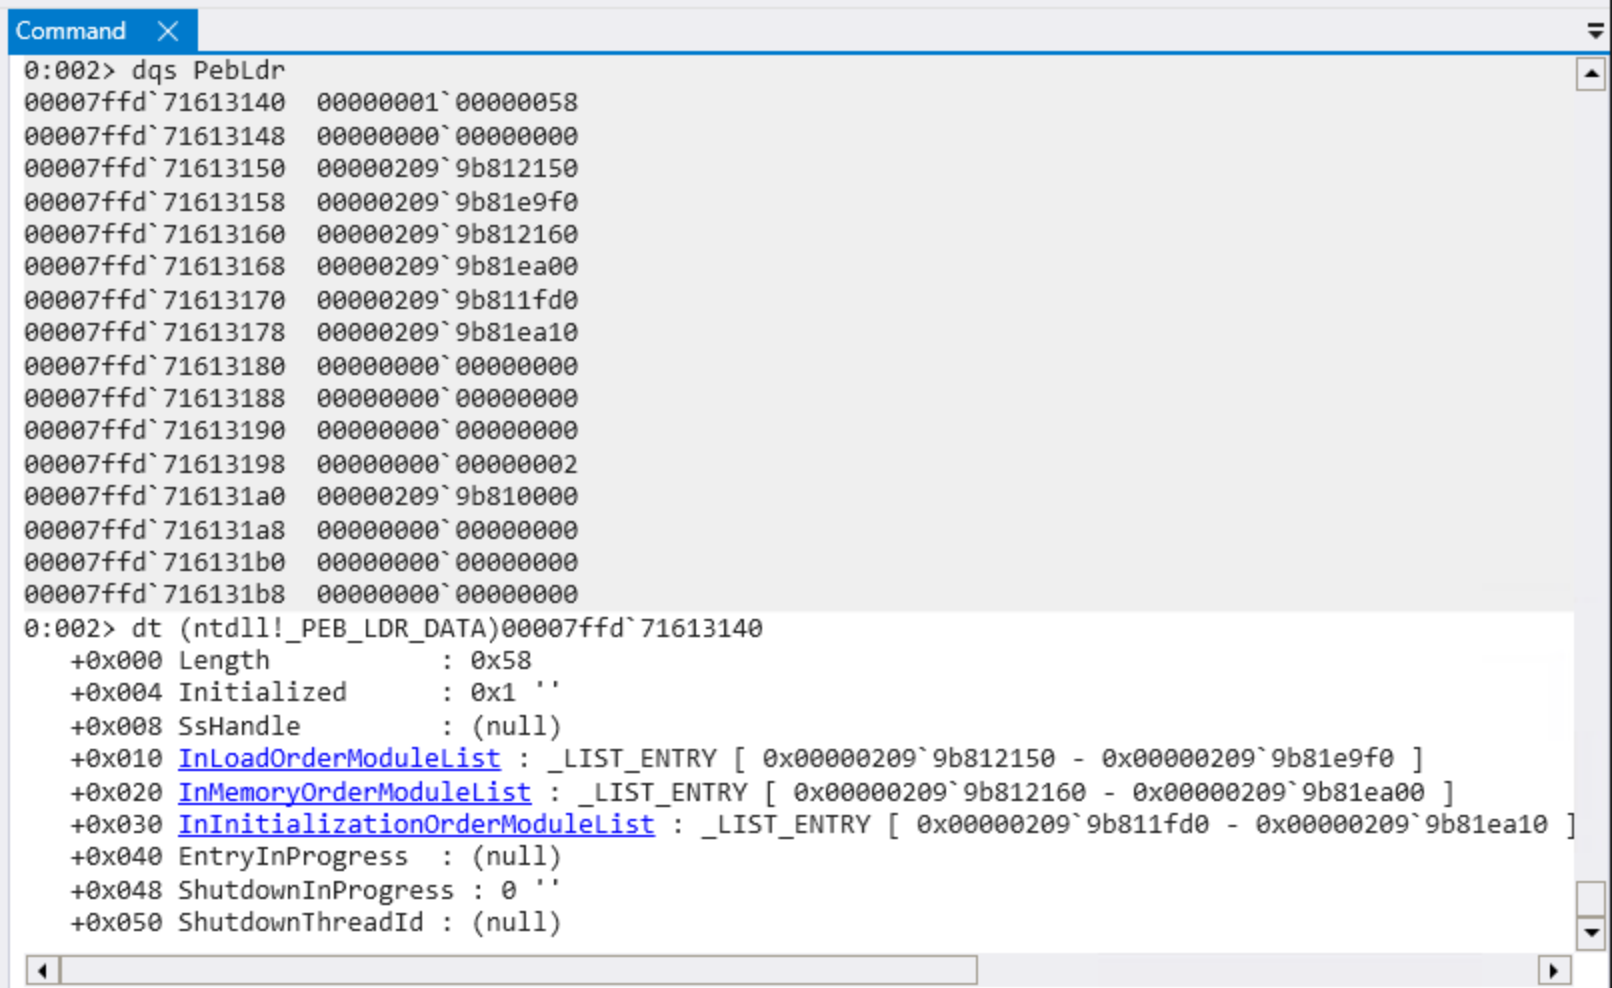 Command
0:002> dqs PebLdr
00007ffd`71613140  00000001`00000058
00007ffd`71613148  00000000`00000000
00007ffd`71613150  00000209`9b812150
00007ffd`71613158  00000209`9b81e9f0
00007ffd`71613160  00000209`9b812160
00007ffd`71613168  00000209`9b81ea00
00007ffd`71613170  00000209`9b811fd0
00007ffd`71613178  00000209`9b81ea10
00007ffd`71613180  00000000`00000000
00007ffd`71613188  00000000`00000000
00007ffd`71613190  00000000`00000000
00007ffd`71613198  00000000`00000002
00007ffd`716131a0  00000209`9b810000
00007ffd`716131a8  00000000`00000000
00007ffd`716131b0  00000000`00000000
00007ffd`716131b8  00000000`00000000
0:002> dt (ntdll!_PEB_LDR_DATA)00007ffd`71613140
   +0x000 Length           : 0x58
   +0x004 Initialized      : 0x1 ''
   +0x008 SsHandle         : (null)
   +0x010 InLoadOrderModuleList : _LIST_ENTRY [ 0x00000209`9b812150 - 0x00000209`9b81e9f0 ]
   +0x020 InMemoryOrderModuleList : _LIST_ENTRY [ 0x00000209`9b812160 - 0x00000209`9b81ea00 ]
   +0x030 InInitializationOrderModuleList : _LIST_ENTRY [ 0x00000209`9b811fd0 - 0x00000209`9b81ea10 ]
   +0x040 EntryInProgress  : (null)
   +0x048 ShutdownInProgress : 0 ''
   +0x050 ShutdownThreadId : (null)